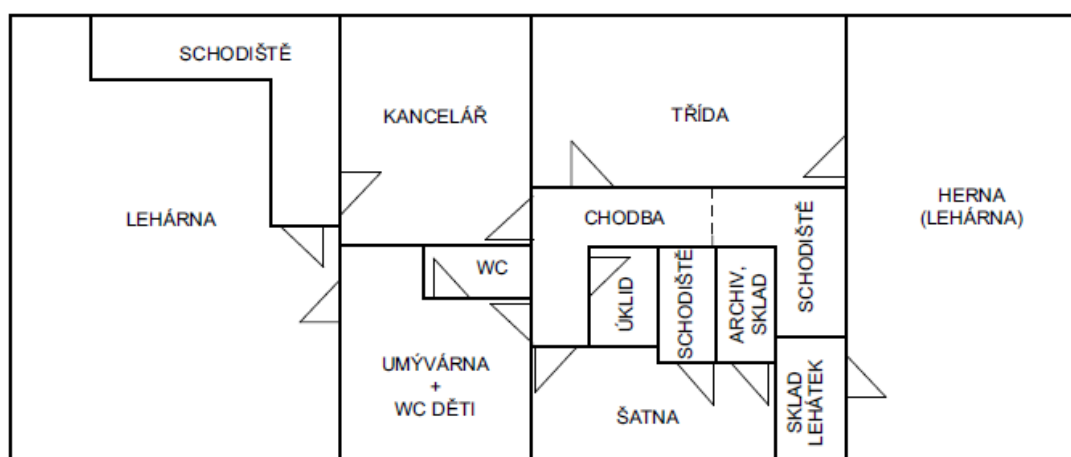 SCHODIŠTĚ
KANCELÁŘ
TŘÍDA
LEHÁRNA
CHODBA
HERNA
(LEHÁRNA)
SCHODIŠTĚ
WC
ÚKLID
SCHODIŠTĚ
ARCHIV,
SKLAD
UMÝVÁRNA
+
WC DĚTI
ŠATNA
SKLAD
LEHÁTEK